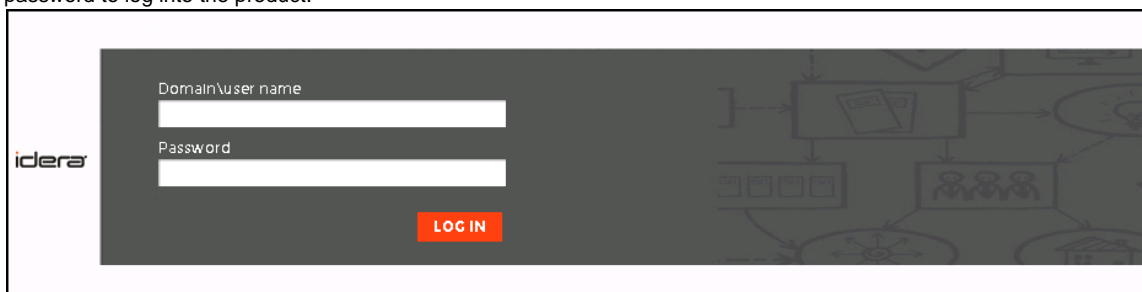 password to log into the product.
Domain\user name
Password
idera
LOG IN